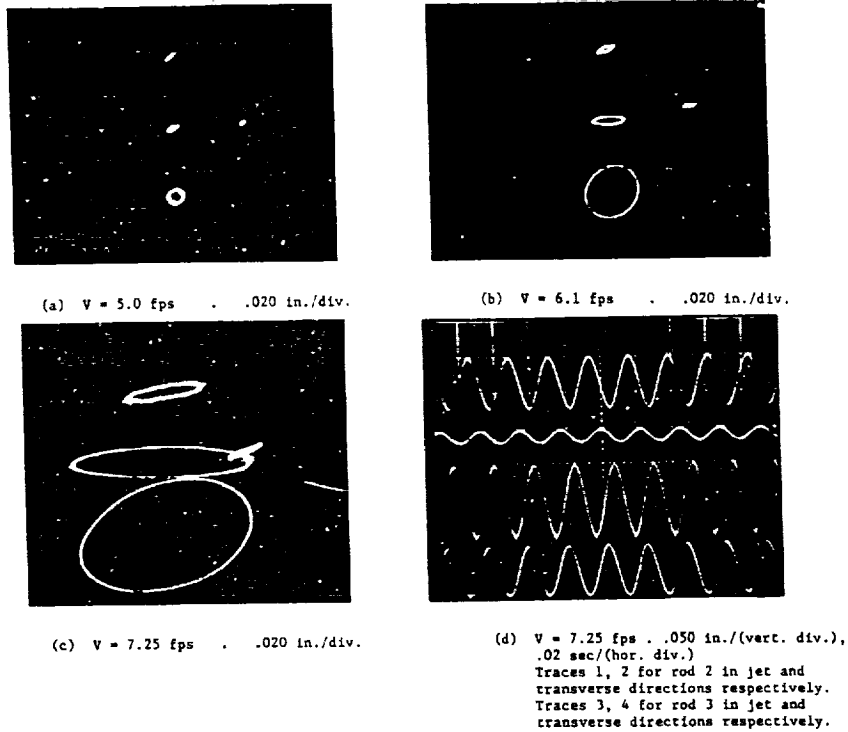 (a) V = 5.0 fps . .020 in./div.
(b) V = 6.1 fps . .020 in./div.
(c) V = 7.25 fps . .020 in./div.
(d) V = 7.25 fps . .050 in./(vert. div.),
.02 sec/(hor. div.)
Traces 1, 2 for rod 2 in jet and
transverse directions respectively.
Traces 3, 4 for rod 3 in jet and
transverse directions respectively.